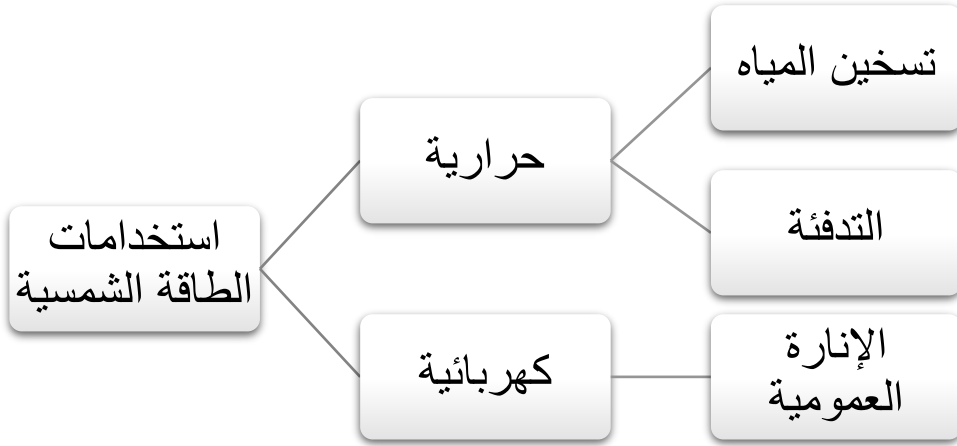 تسخين المياه
حرارية
التدفئة
استخدامات
الطاقة الشمسية
الإنارة
العمومية
كهربائية